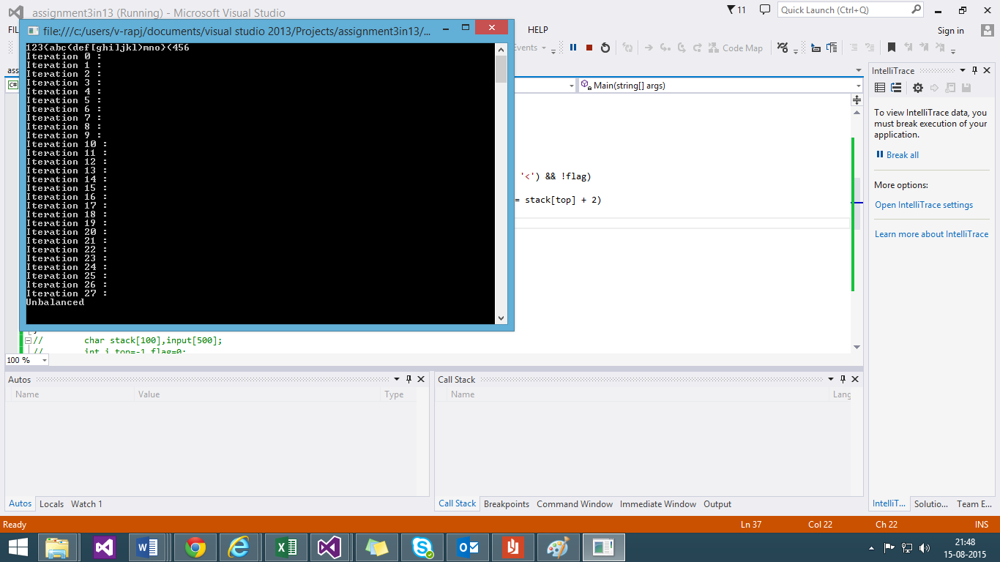 assignment3in13 (Running) - Microsoft Visual Studio
11
Quick Launch (Ctrl+Q)
file:///c:/users/v-rapj/documents/visual studio 2013/Projects/assignment3in13/...
HELP
Sign in
Events
Code Map
123{abc(def[ghi]jkl)mno}(456
Iteration 0 :
Iteration 1 :
Iteration 2 :
Iteration 3 :
Iteration 4 :
Iteration 5 :
Iteration 6 :
Iteration 7 :
Iteration 8 :
Iteration 9 :
Iteration 10 :
Iteration 11 :
Iteration 12 :
Iteration 13 :
Iteration 14 :
Iteration 15 :
Iteration 16 :
Iteration 17 :
Iteration 18 :
Iteration 19 :
Iteration 20 :
Iteration 21 :
Iteration 22 :
Iteration 23 :
Iteration 24 :
Iteration 25 :
Iteration 26 :
Iteration 27 :
Unbalanced
ass
C#
Main(string[] args)
'<') && !flag)
= stack[top] + 2)
// char stack[100],input[500];
// int i,top=-1,flag=0;
100 %
IntelliTrace
To view IntelliTrace data, you
must break execution of your
application.
Break all
More options:
Open IntelliTrace settings
Learn more about IntelliTrace
Autos
Name Value Type
Call Stack
Name Lang
Autos Locals Watch 1
Call Stack Breakpoints Command Window Immediate Window Output
IntelliT... Solutio... Team E...
Ready Ln 37 Col 22 Ch 22 INS
21:48
15-08-2015